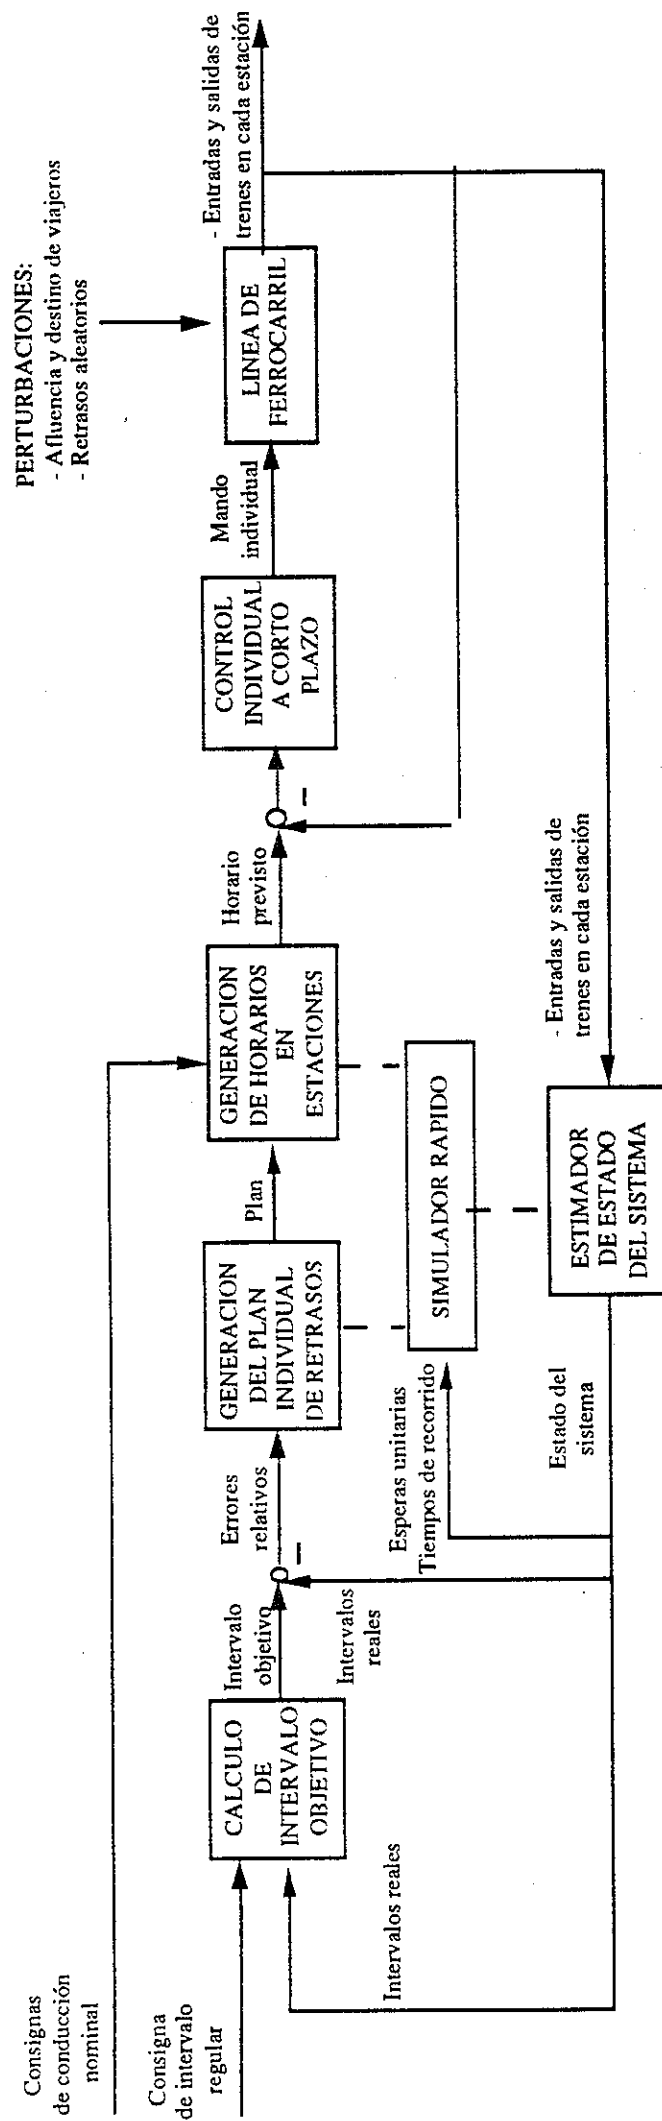 Consignas
de conducción
nominal
Consigna
de intervalo
regular
CALCULO
DE
INTERVALO
OBJETIVO
Intervalos reales
Intervalo
objetivo
Intervalos
reales
Errores
relativos
GENERACION
DEL PLAN
INDIVIDUAL
DE RETRASOS
Plan
GENERACION
DE HORARIOS
EN
ESTACIONES
Horario
previsto
CONTROL
INDIVIDUAL
A CORTO
PLAZO
Mando
individual
LINEA DE
FERROCARRIL
PERTURBACIONES:
- Afluencia y destino de viajeros
- Retrasos aleatorios
- Entradas y salidas de
trenes en cada estación
Esperas unitarias
Tiempos de recorrido
SIMULADOR RAPIDO
Estado del
sistema
ESTIMADOR
DE ESTADO
DEL SISTEMA
- Entradas y salidas de
trenes en cada estación